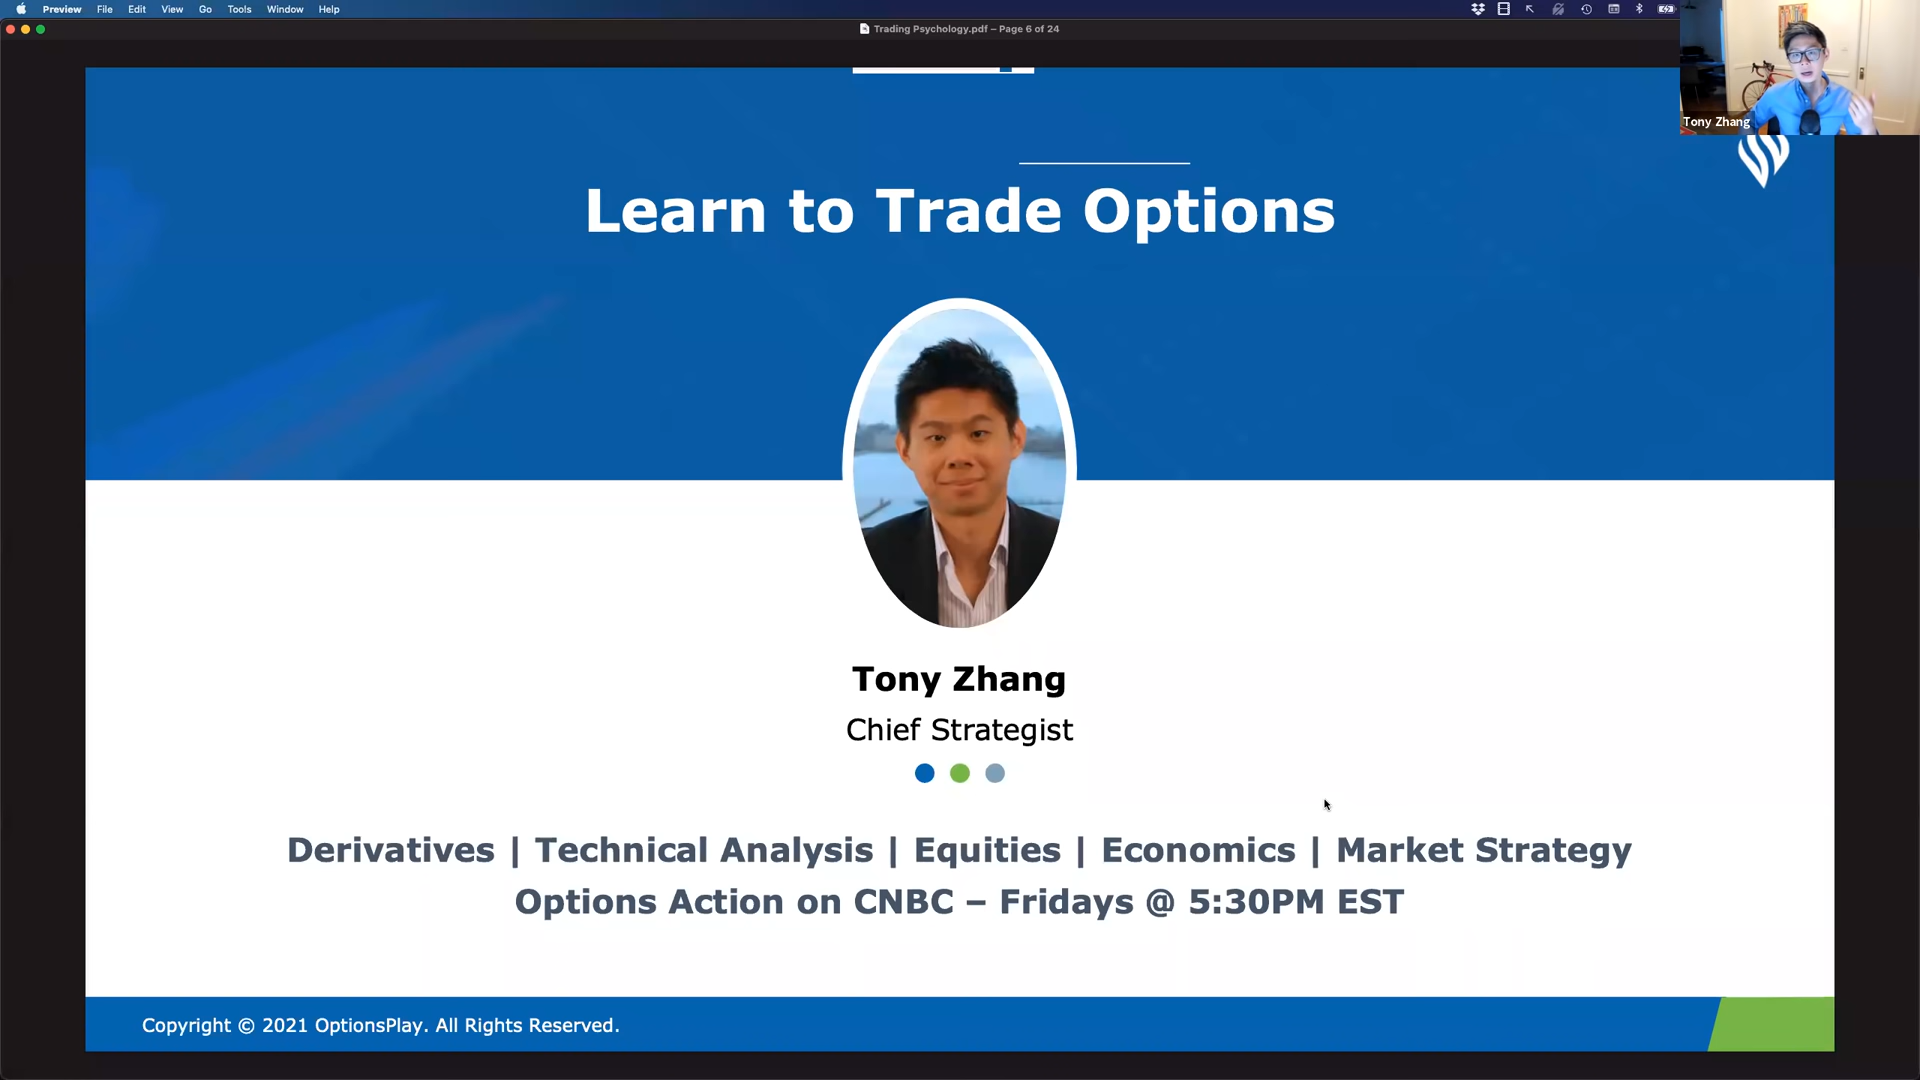 Preview File Edit View Go Tools Window Help
Trading Psychology.pdf – Page 6 of 24
Tony Zhang
Learn to Trade Options
Tony Zhang
Chief Strategist
Derivatives | Technical Analysis | Equities | Economics | Market Strategy
Options Action on CNBC – Fridays @ 5:30PM EST
Copyright © 2021 OptionsPlay. All Rights Reserved.